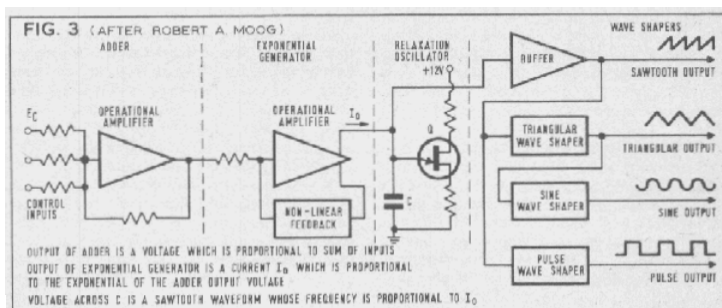 FIG. 3 (AFTER ROBERT A. MOOG)
ADDER
EXPONENTIAL
GENERATOR
RELAXATION
OSCILLATOR
+12V
WAVE SHAPERS
BUFFER
SAWTOOTH OUTPUT
EC
OPERATIONAL
AMPLIFIER
OPERATIONAL
AMPLIFIER
IO
Q
TRIANGULAR
WAVE SHAPER
TRIANGULAR OUTPUT
CONTROL
INPUTS
NON-LINEAR
FEEDBACK
C
SINE
WAVE SHAPER
SINE OUTPUT
PULSE
WAVE SHAPER
PULSE OUTPUT
OUTPUT OF ADDER IS A VOLTAGE WHICH IS PROPORTIONAL TO SUM OF INPUTS
OUTPUT OF EXPONENTIAL GENERATOR IS A CURRENT IO WHICH IS PROPORTIONAL
TO THE EXPONENTIAL OF THE ADDER OUTPUT VOLTAGE
VOLTAGE ACROSS C IS A SAWTOOTH WAVEFORM WHOSE FREQUENCY IS PROPORTIONAL TO IO